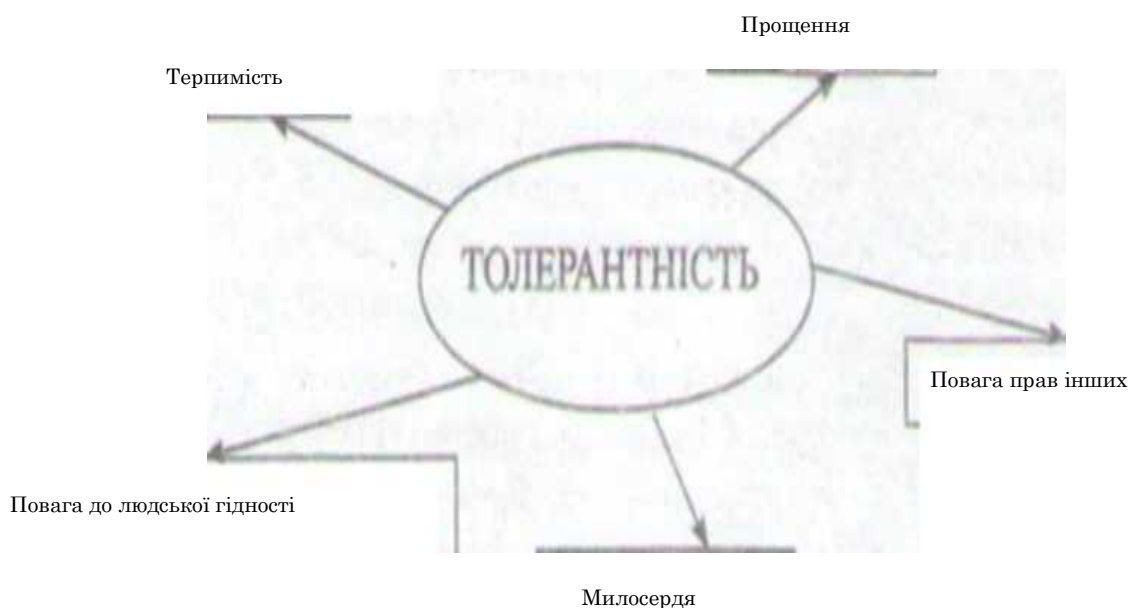 Прощення
Терпимість
ТОЛЕРАНТНІСТЬ
Повага прав інших
Повага до людської гідності
Милосердя